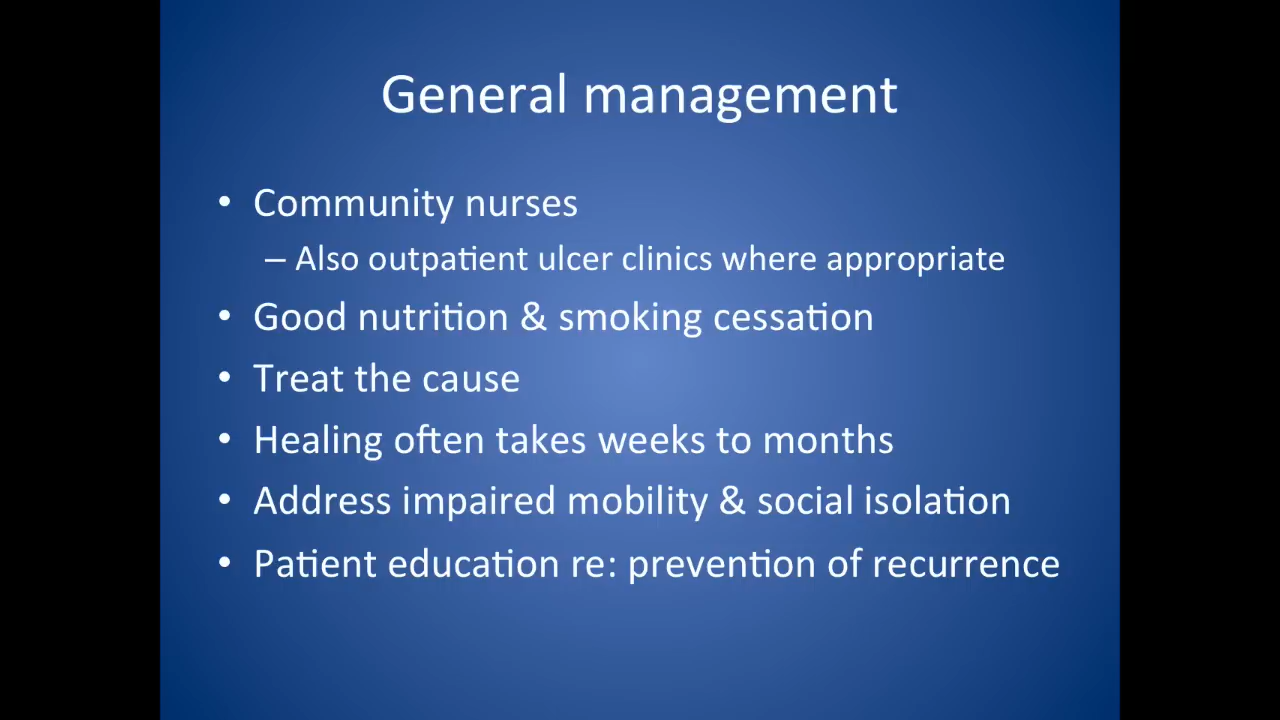 General management
• Community nurses
– Also outpatient ulcer clinics where appropriate
• Good nutrition & smoking cessation
• Treat the cause
• Healing often takes weeks to months
• Address impaired mobility & social isolation
• Patient education re: prevention of recurrence